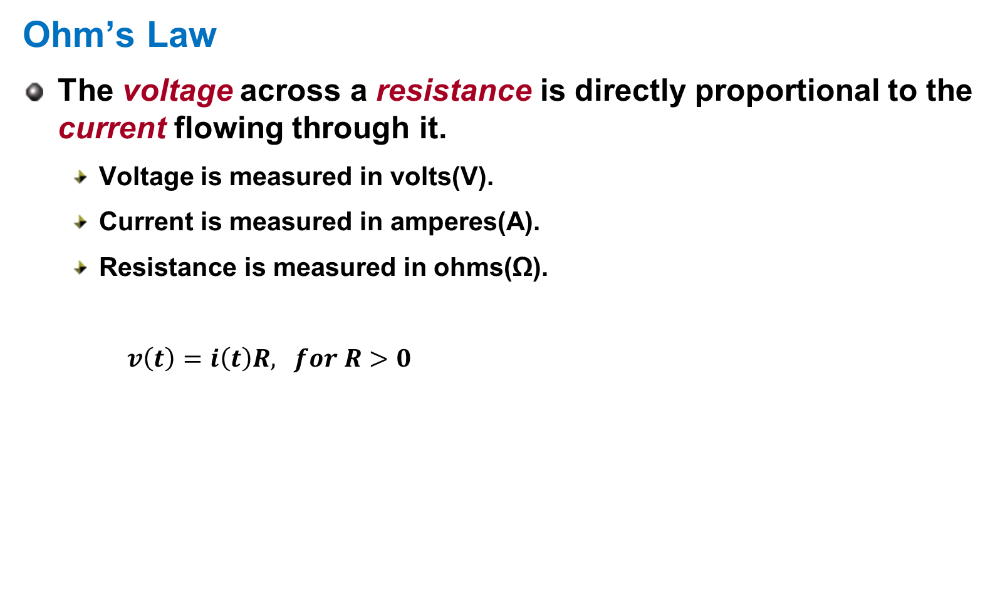 Ohm’s Law
The voltage across a resistance is directly proportional to the
current flowing through it.
Voltage is measured in volts(V).
Current is measured in amperes(A).
Resistance is measured in ohms(Ω).
v(t) = i(t)R, for R > 0